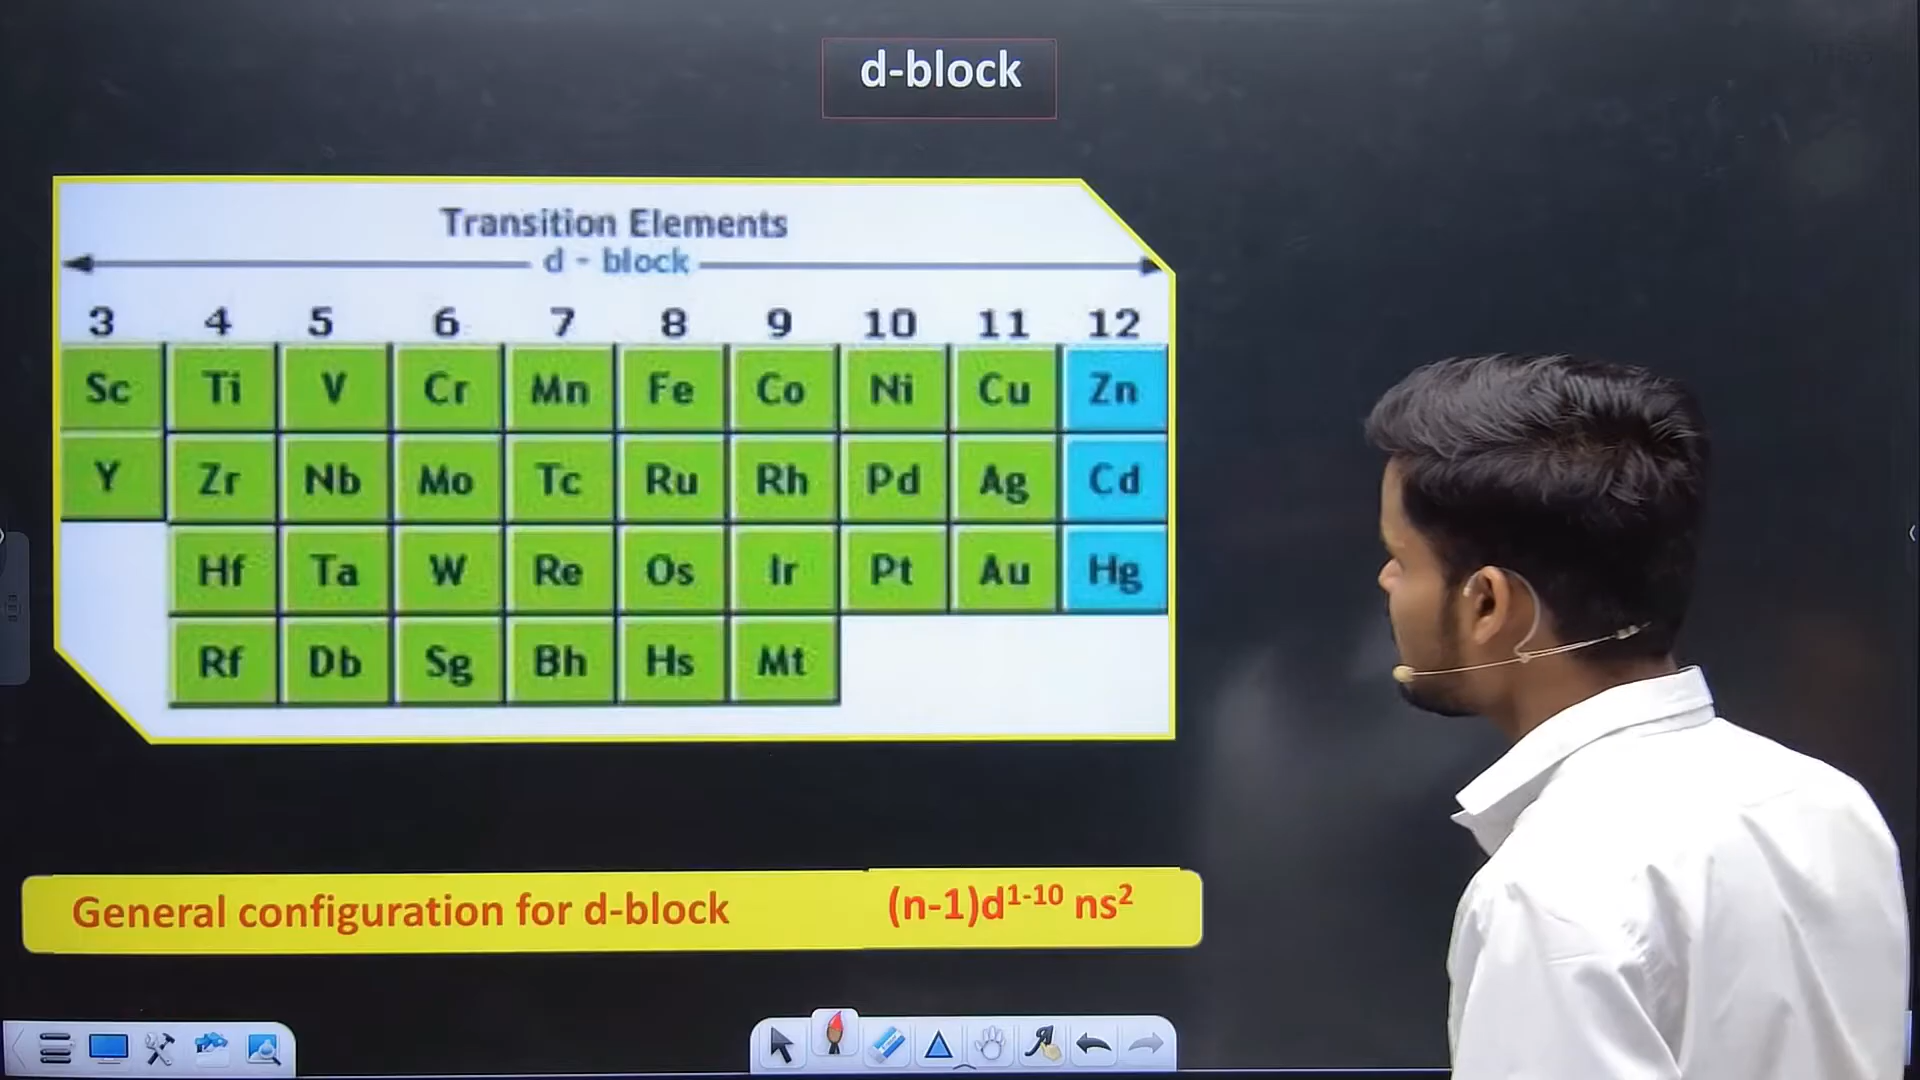 d-block
Transition Elements
d - block
3 4 5 6 7 8 9 10 11 12
Sc Ti V Cr Mn Fe Co Ni Cu Zn
Y Zr Nb Mo Tc Ru Rh Pd Ag Cd
Hf Ta W Re Os Ir Pt Au Hg
Rf Db Sg Bh Hs Mt
General configuration for d-block (n-1)d¹⁻¹⁰ ns²